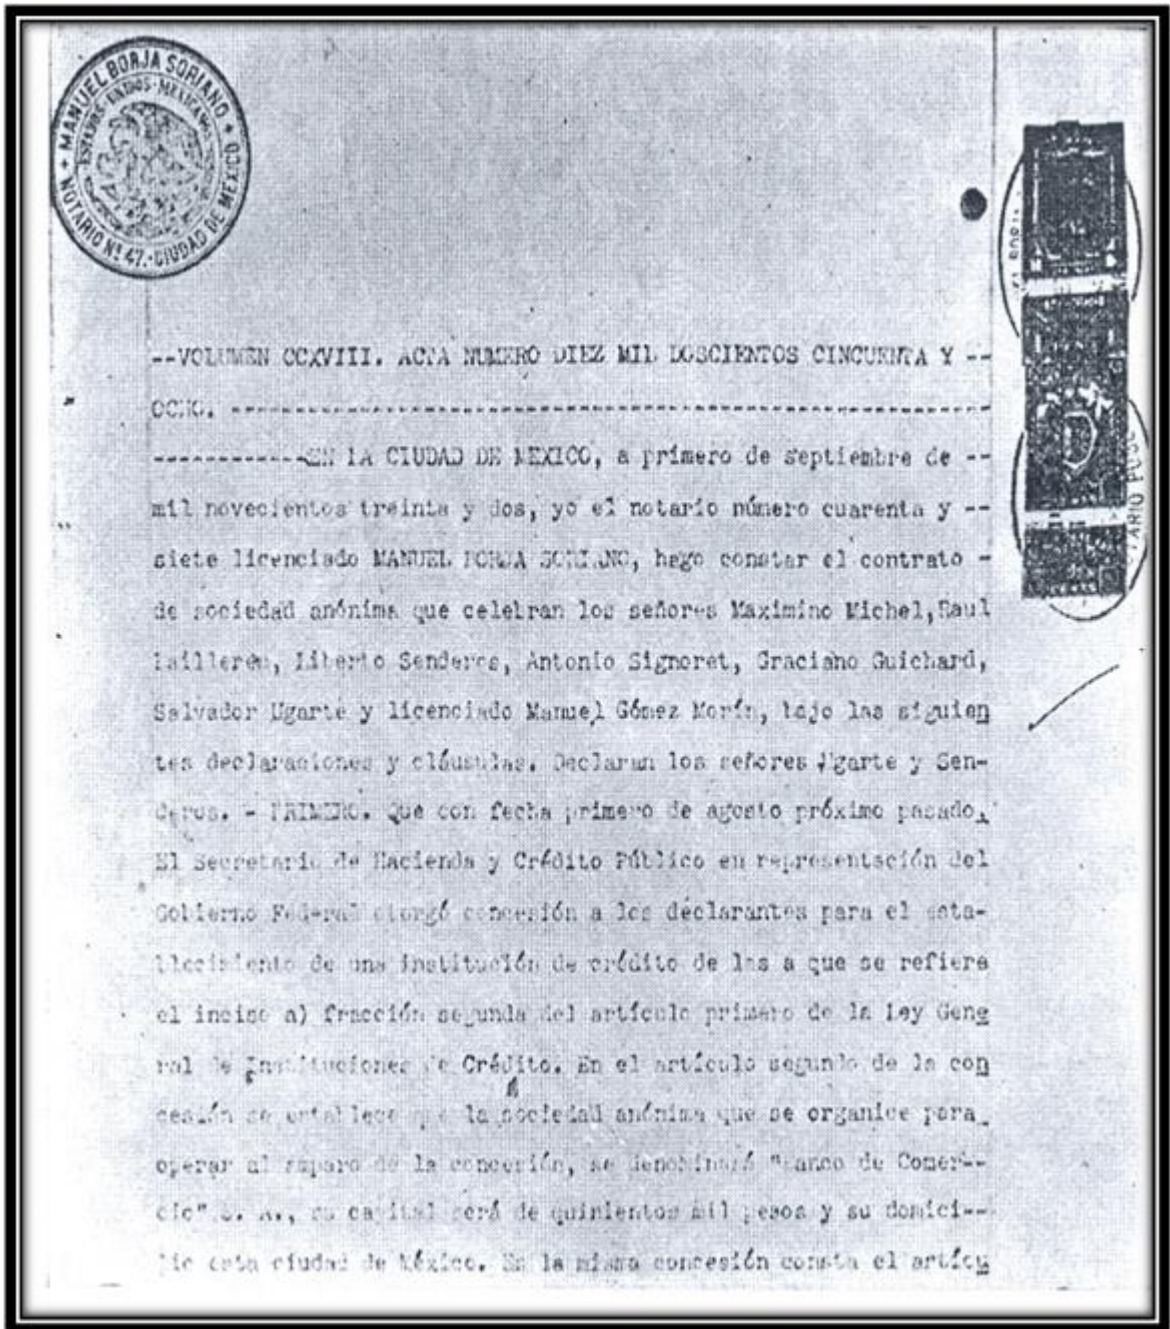 MANUEL BORJA SORIANO
ESTADOS UNIDOS MEXICANOS
NOTARIO Nº 47.-CIUDAD DE MEXICO
--VOLUMEN CCXVIII. ACTA NUMERO DIEZ MIL DOSCIENTOS CINCUENTA Y --
OCHO. ----------------------------------------------------------
------------EN LA CIUDAD DE MEXICO, a primero de septiembre de --
mil novecientos treinta y dos, yo el notario número cuarenta y --
siete licenciado MANUEL BORJA SORIANO, hago constar el contrato -
de sociedad anónima que celebran los señores Maximino Michel, Raul
Liberto Senderos, Antonio Signoret, Graciano Guichard,
Salvador Ugarte y licenciado Manuel Gómez Morín, bajo las siguien
tes declaraciones y cláusulas. Declaran los señores Ugarte y Sen-
deros. - PRIMERO. Que con fecha primero de agosto próximo pasado,
El Secretario de Hacienda y Crédito Público en representación del
Gobierno Federal otorgó concesión a los declarantes para el esta-
blecimiento de una institución de crédito de las a que se refiere
el inciso a) fracción segunda del artículo primero de la Ley Gene
ral de Instituciones de Crédito. En el artículo segundo de la con
cesión se establece que la sociedad anónima que se organice para
operar al amparo de la concesión, se denominará "Banco de Comer--
cio" S. A., su capital será de quinientos mil pesos y su domici--
lio esta ciudad de México. En la misma concesión consta el artícu